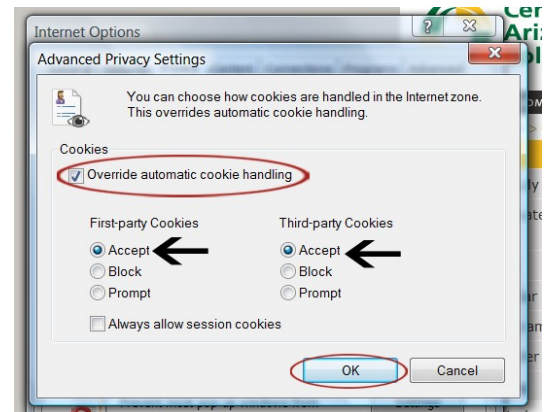 Cer
Internet Options
Ari
Advanced Privacy Settings
You can choose how cookies are handled in the Internet zone.
This overrides automatic cookie handling.
Cookies
Override automatic cookie handling
First-party Cookies
Third-party Cookies
Accept
Accept
Block
Block
Prompt
Prompt
Always allow session cookies
OK
Cancel